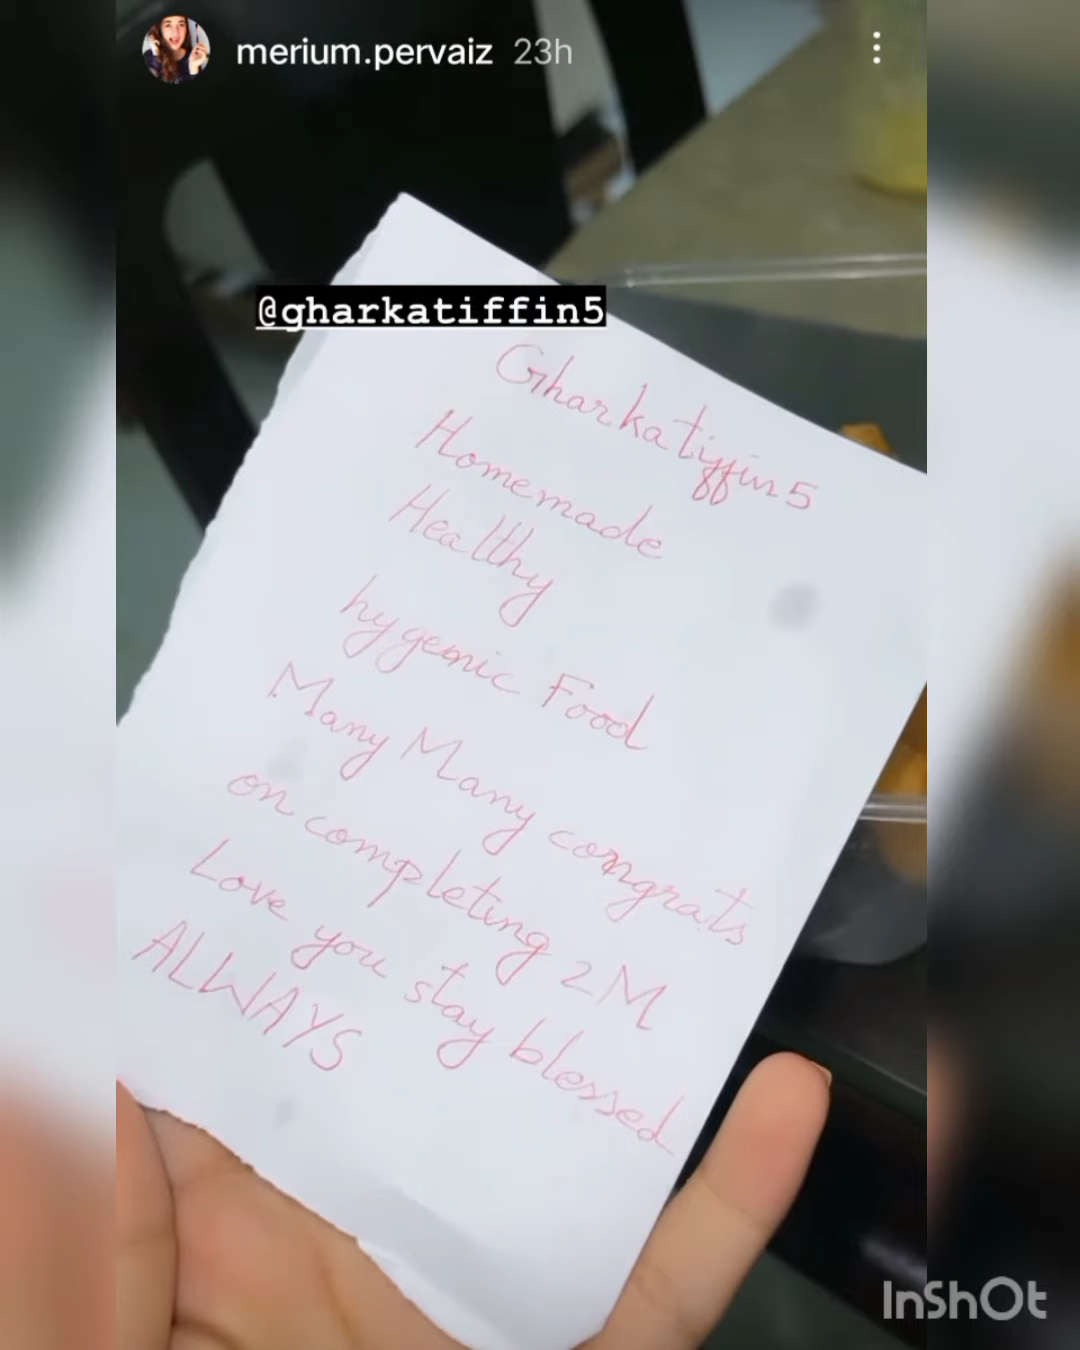 merium.pervaiz 23h
@gharkatiffin5
Gharkatiffin5
Homemade
Healthy
hygemic Food
Many Many congrats
on completing 2M
Love you stay blessed
ALWAYS
InShOt